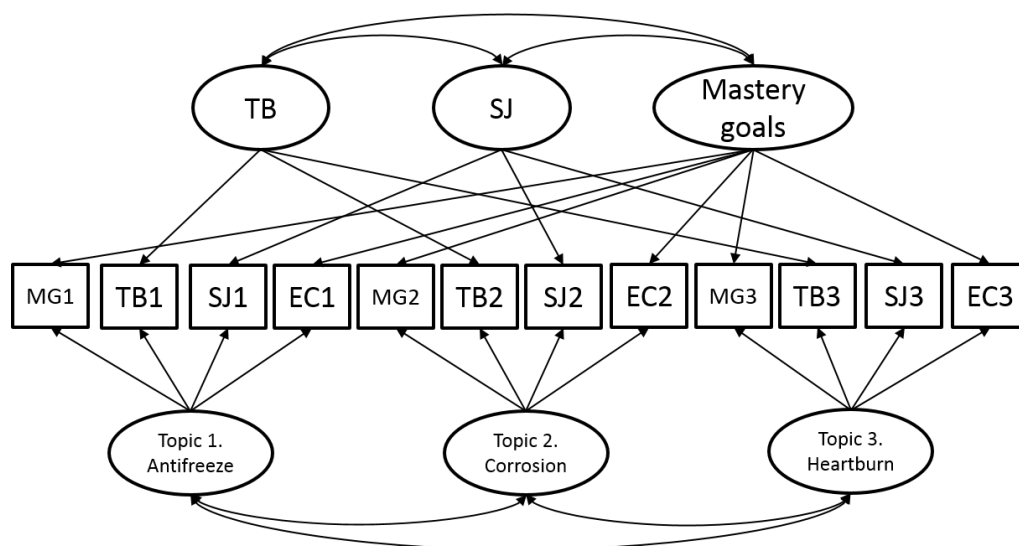 TB
SJ
Mastery
goals
MG1
TB1
SJ1
EC1
MG2
TB2
SJ2
EC2
MG3
TB3
SJ3
EC3
Topic 1.
Antifreeze
Topic 2.
Corrosion
Topic 3.
Heartburn